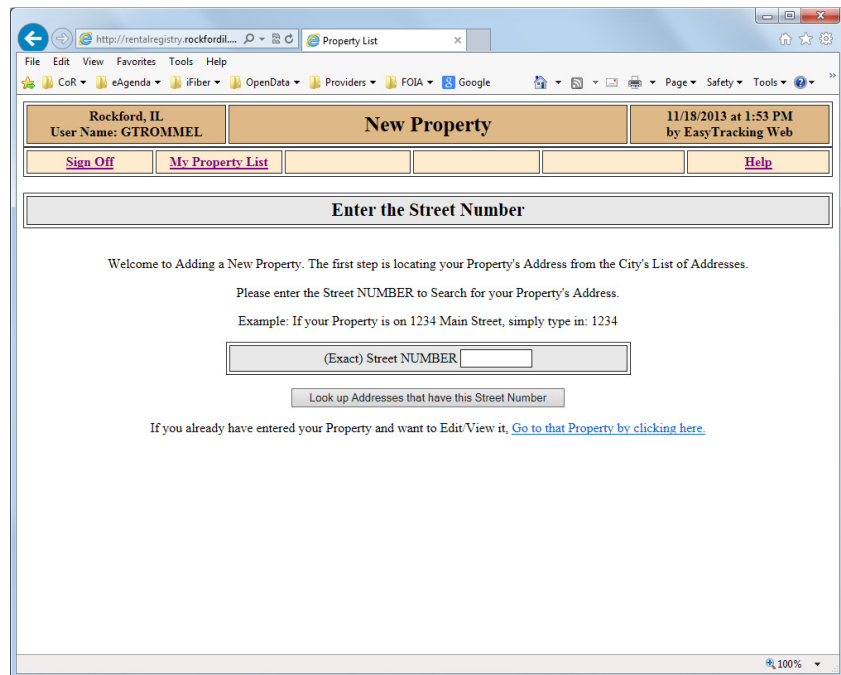 http://rentalregistry.rockfordil.... Property List
File Edit View Favorites Tools Help
CoR eAgenda iFiber OpenData Providers FOIA Google Page Safety Tools
Rockford, IL
User Name: GTROMMEL
New Property
11/18/2013 at 1:53 PM
by EasyTracking Web
Sign Off My Property List Help
Enter the Street Number
Welcome to Adding a New Property. The first step is locating your Property's Address from the City's List of Addresses.
Please enter the Street NUMBER to Search for your Property's Address.
Example: If your Property is on 1234 Main Street, simply type in: 1234
(Exact) Street NUMBER
Look up Addresses that have this Street Number
If you already have entered your Property and want to Edit/View it, Go to that Property by clicking here.
100%